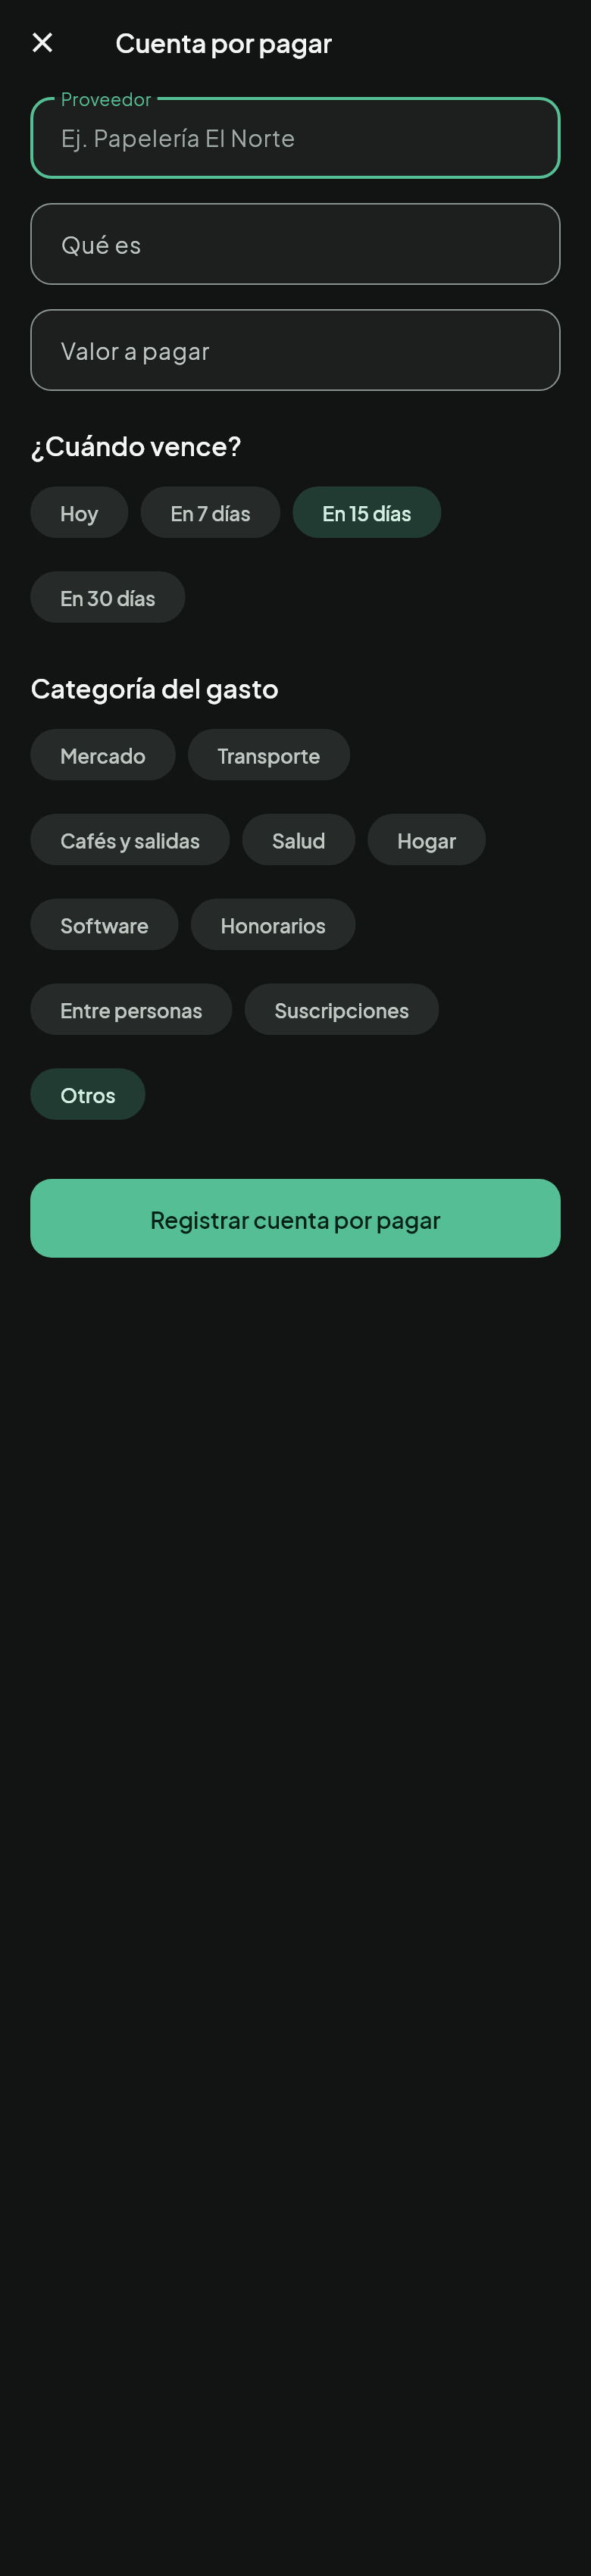 Cuenta por pagar
Proveedor
Ej. Papelería El Norte
Qué es
Valor a pagar
¿Cuándo vence?
Hoy En 7 días En 15 días
En 30 días
Categoría del gasto
Mercado Transporte
Cafés y salidas Salud Hogar
Software Honorarios
Entre personas Suscripciones
Otros
Registrar cuenta por pagar